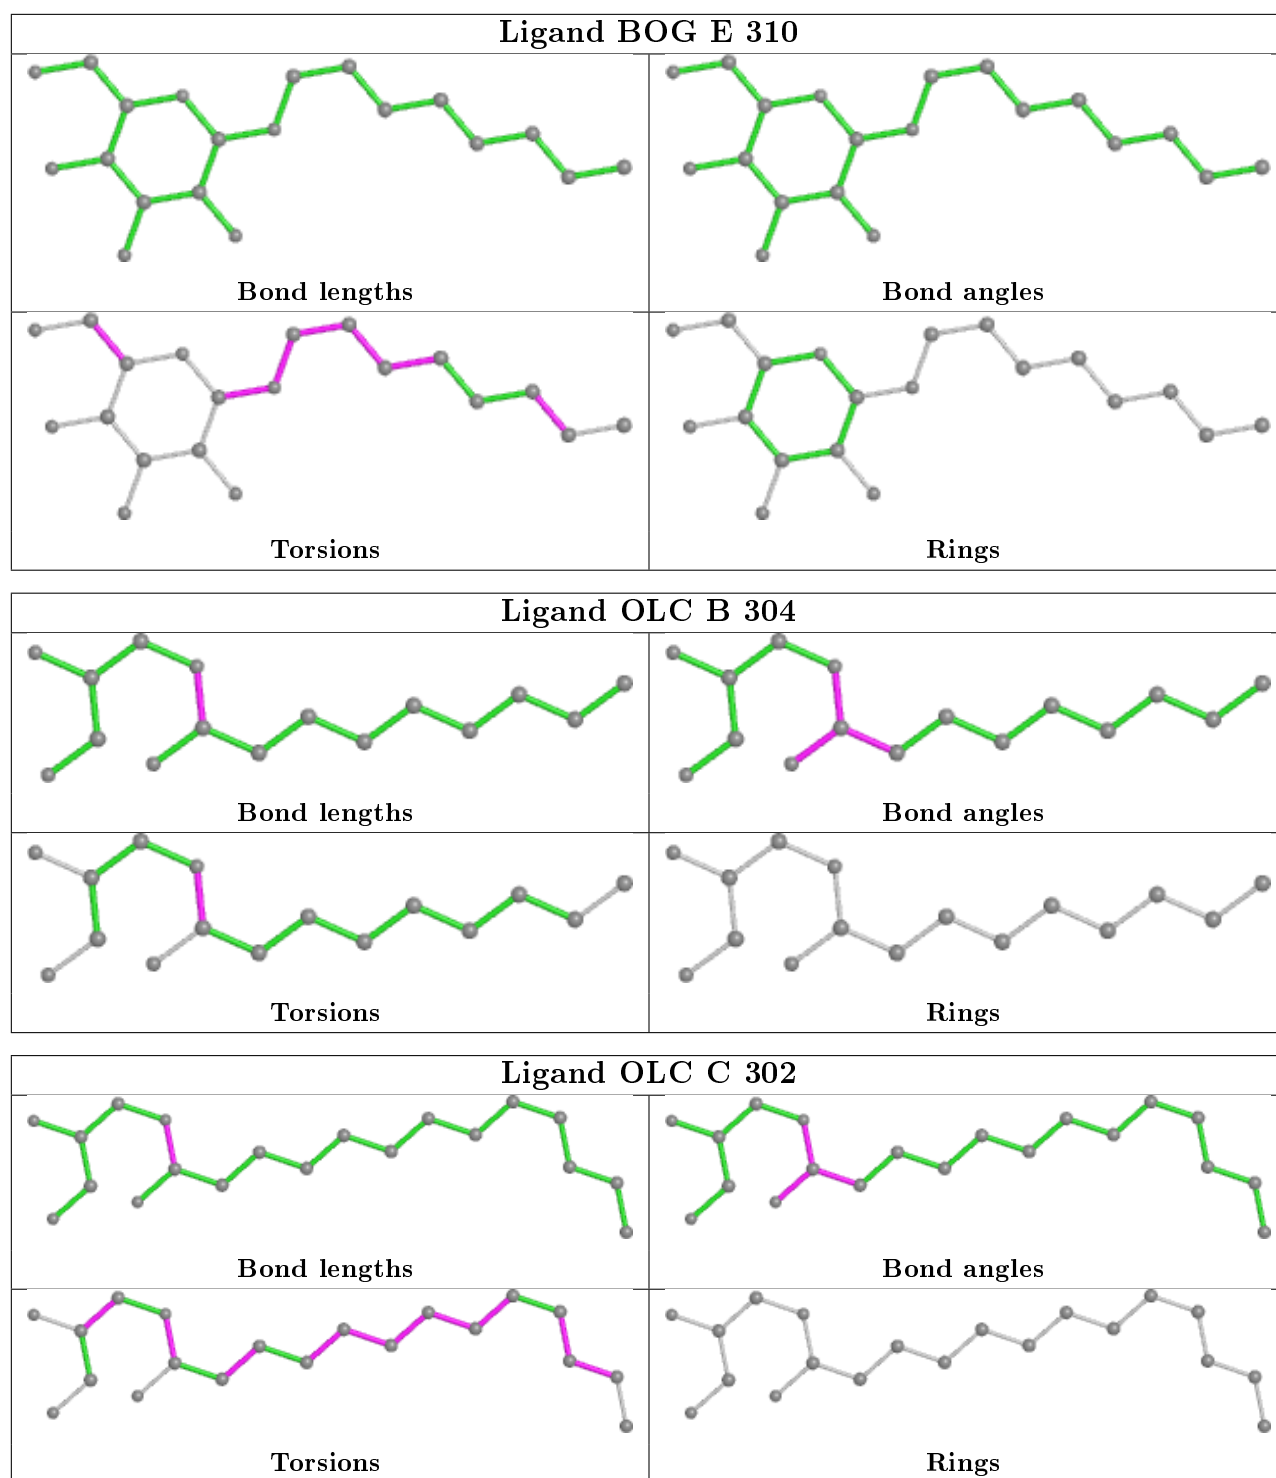 Ligand BOG E 310
Bond lengths
Bond angles
Torsions
Rings
Ligand OLC B 304
Bond lengths
Bond angles
Torsions
Rings
Ligand OLC C 302
Bond lengths
Bond angles
Torsions
Rings